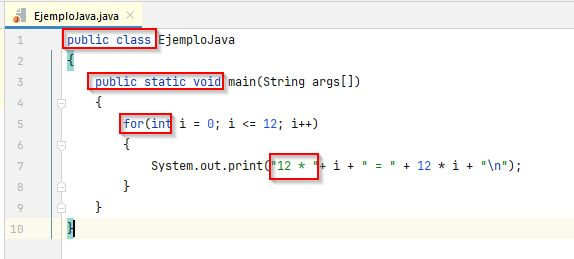 EjemploJava.java
1 public class EjemploJava
2 {
3 public static void main(String args[])
4 {
5 for(int i = 0; i <= 12; i++)
6 {
7 System.out.print("12 * "+ i + " = " + 12 * i + "\n");
8 }
9 }
10 }